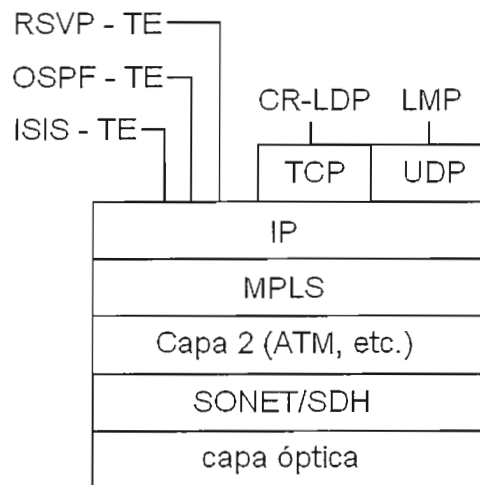 RSVP - TE
OSPF - TE
ISIS - TE
CR-LDP LMP
TCP UDP
IP
MPLS
Capa 2 (ATM, etc.)
SONET/SDH
capa óptica